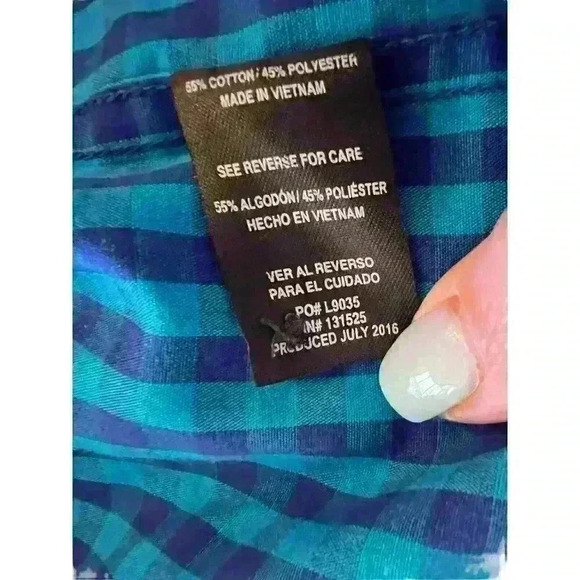 55% COTTON / 45% POLYESTER
MADE IN VIETNAM
SEE REVERSE FOR CARE
55% ALGODÓN / 45% POLIÉSTER
HECHO EN VIETNAM
VER AL REVERSO
PARA EL CUIDADO
PO# L9035
131525
PRODUCED JULY 2016